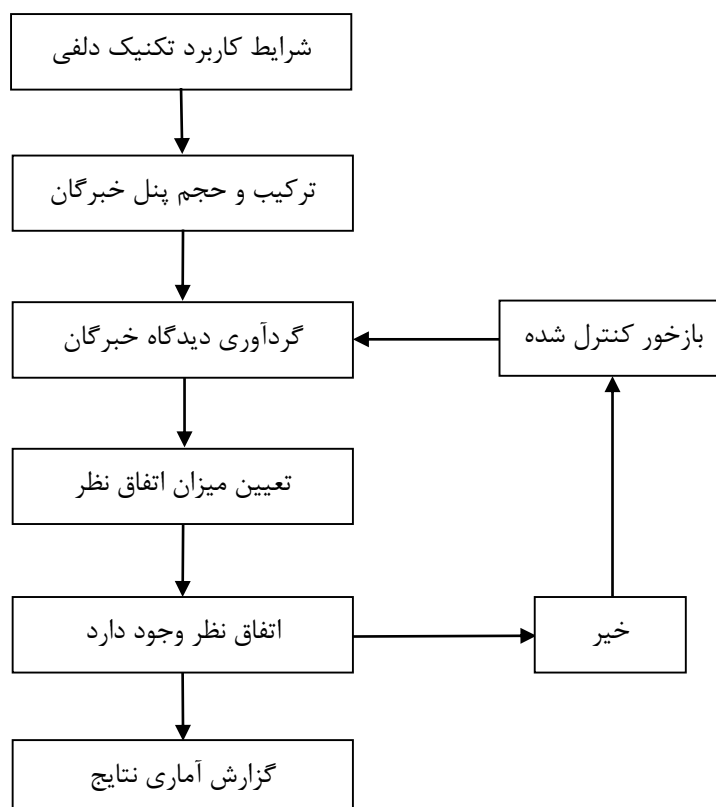 شرایط کاربرد تکنیک دلفی
ترکیب و حجم پنل خبرگان
گردآوری دیدگاه خبرگان
بازخور کنترل شده
تعیین میزان اتفاق نظر
اتفاق نظر وجود دارد
خیر
گزارش آماری نتایج